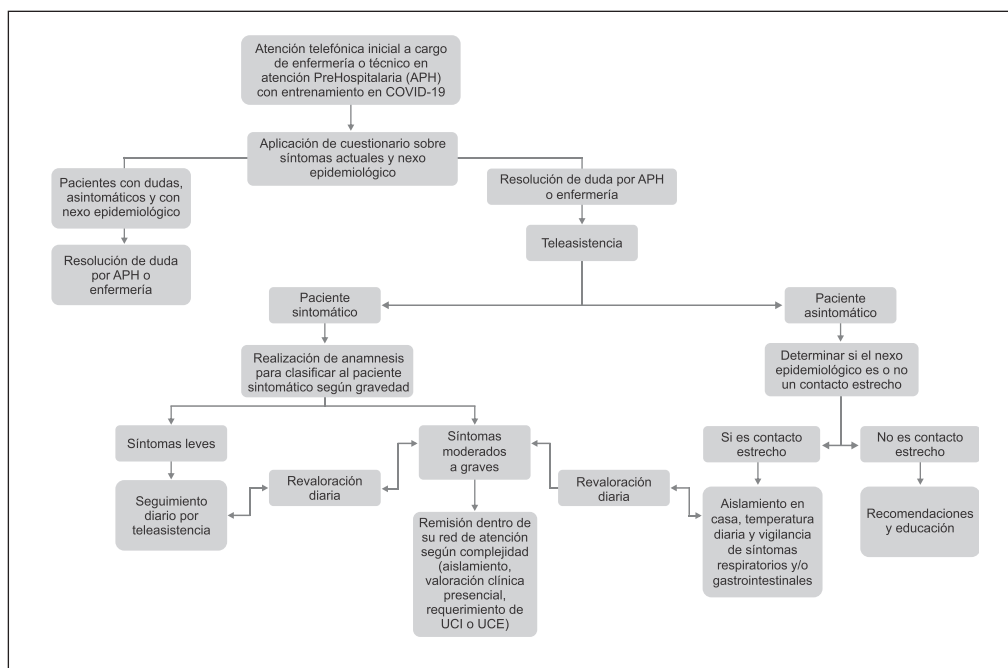 Atención telefónica inicial a cargo
de enfermería o técnico en
atención PreHospitalaria (APH)
con entrenamiento en COVID-19
Aplicación de cuestionario sobre
síntomas actuales y nexo
epidemiológico
Pacientes con dudas,
asintomáticos y con
nexo epidemiológico
Resolución de duda
por APH o
enfermería
Resolución de duda por APH
o enfermería
Teleasistencia
Paciente
sintomático
Paciente
asintomático
Realización de anamnesis
para clasificar al paciente
sintomático según gravedad
Determinar si el nexo
epidemiológico es o no
un contacto estrecho
Síntomas leves
Síntomas
moderados
a graves
Si es contacto
estrecho
No es contacto
estrecho
Seguimiento
diario por
teleasistencia
Revaloración
diaria
Revaloración
diaria
Remisión dentro de
su red de atención
según complejidad
(aislamiento,
valoración clínica
presencial,
requerimiento de
UCI o UCE)
Aislamiento en
casa, temperatura
diaria y vigilancia
de síntomas
respiratorios y/o
gastrointestinales
Recomendaciones
y educación